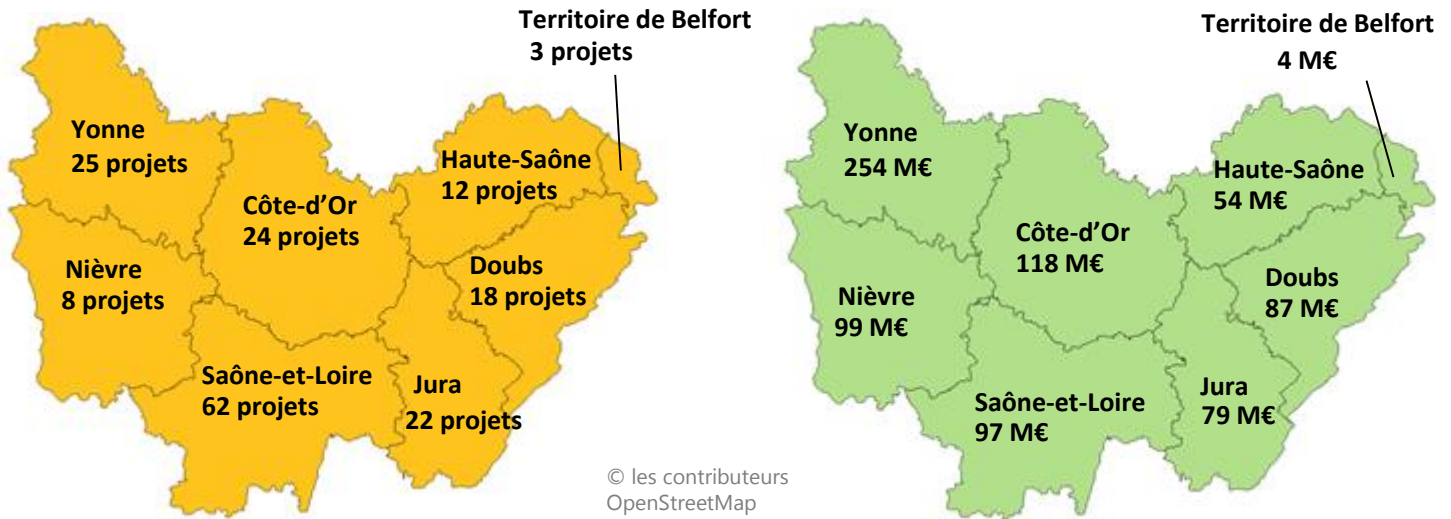 Territoire de Belfort
3 projets
Yonne
25 projets
Haute-Saône
12 projets
Côte-d’Or
24 projets
Nièvre
8 projets
Doubs
18 projets
Saône-et-Loire
62 projets
Jura
22 projets
© les contributeurs
OpenStreetMap
Territoire de Belfort
4 M€
Yonne
254 M€
Haute-Saône
54 M€
Côte-d’Or
118 M€
Doubs
87 M€
Nièvre
99 M€
Jura
79 M€
Saône-et-Loire
97 M€